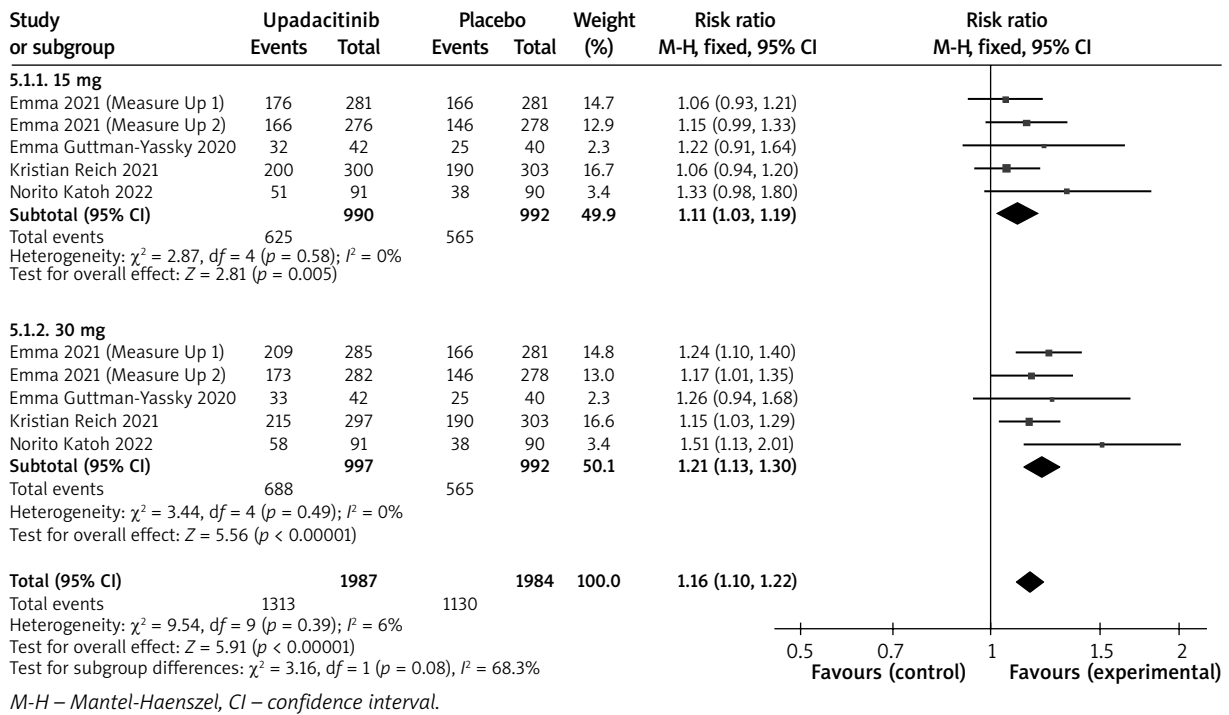 Study Upadacitinib Placebo Weight Risk ratio Risk ratio
or subgroup Events Total Events Total (%) M-H, fixed, 95% CI M-H, fixed, 95% CI
5.1.1. 15 mg
Emma 2021 (Measure Up 1) 176 281 166 281 14.7 1.06 (0.93, 1.21)
Emma 2021 (Measure Up 2) 166 276 146 278 12.9 1.15 (0.99, 1.33)
Emma Guttman-Yassky 2020 32 42 25 40 2.3 1.22 (0.91, 1.64)
Kristian Reich 2021 200 300 190 303 16.7 1.06 (0.94, 1.20)
Norito Katoh 2022 51 91 38 90 3.4 1.33 (0.98, 1.80)
Subtotal (95% CI) 990 992 49.9 1.11 (1.03, 1.19)
Total events 625 565
Heterogeneity: χ² = 2.87, df = 4 (p = 0.58); I² = 0%
Test for overall effect: Z = 2.81 (p = 0.005)
5.1.2. 30 mg
Emma 2021 (Measure Up 1) 209 285 166 281 14.8 1.24 (1.10, 1.40)
Emma 2021 (Measure Up 2) 173 282 146 278 13.0 1.17 (1.01, 1.35)
Emma Guttman-Yassky 2020 33 42 25 40 2.3 1.26 (0.94, 1.68)
Kristian Reich 2021 215 297 190 303 16.6 1.15 (1.03, 1.29)
Norito Katoh 2022 58 91 38 90 3.4 1.51 (1.13, 2.01)
Subtotal (95% CI) 997 992 50.1 1.21 (1.13, 1.30)
Total events 688 565
Heterogeneity: χ² = 3.44, df = 4 (p = 0.49); I² = 0%
Test for overall effect: Z = 5.56 (p < 0.00001)
Total (95% CI) 1987 1984 100.0 1.16 (1.10, 1.22)
Total events 1313 1130
Heterogeneity: χ² = 9.54, df = 9 (p = 0.39); I² = 6%
Test for overall effect: Z = 5.91 (p < 0.00001)
Test for subgroup differences: χ² = 3.16, df = 1 (p = 0.08), I² = 68.3%
0.5 0.7 1 1.5 2
Favours (control) Favours (experimental)
M-H – Mantel-Haenszel, CI – confidence interval.